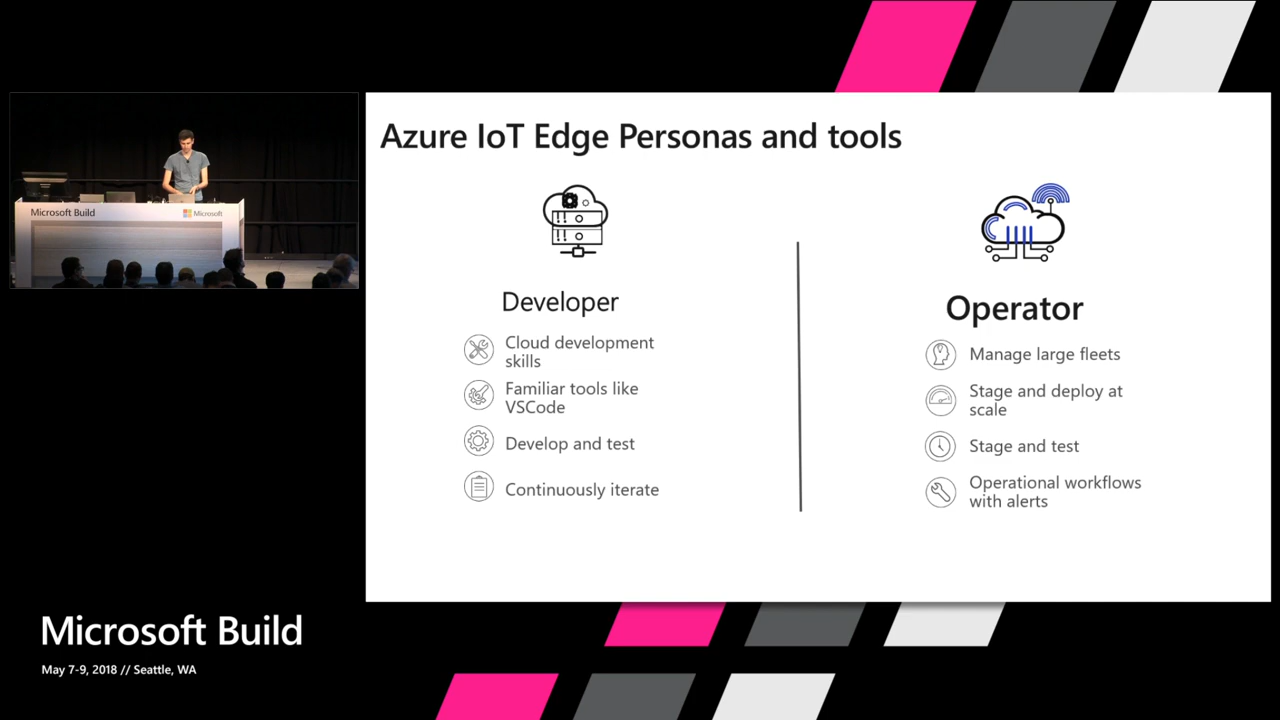 Azure IoT Edge Personas and tools
Microsoft Build
Microsoft
Developer
Cloud development
skills
Familiar tools like
VSCode
Develop and test
Continuously iterate
Operator
Manage large fleets
Stage and deploy at
scale
Stage and test
Operational workflows
with alerts
Microsoft Build
May 7-9, 2018 // Seattle, WA